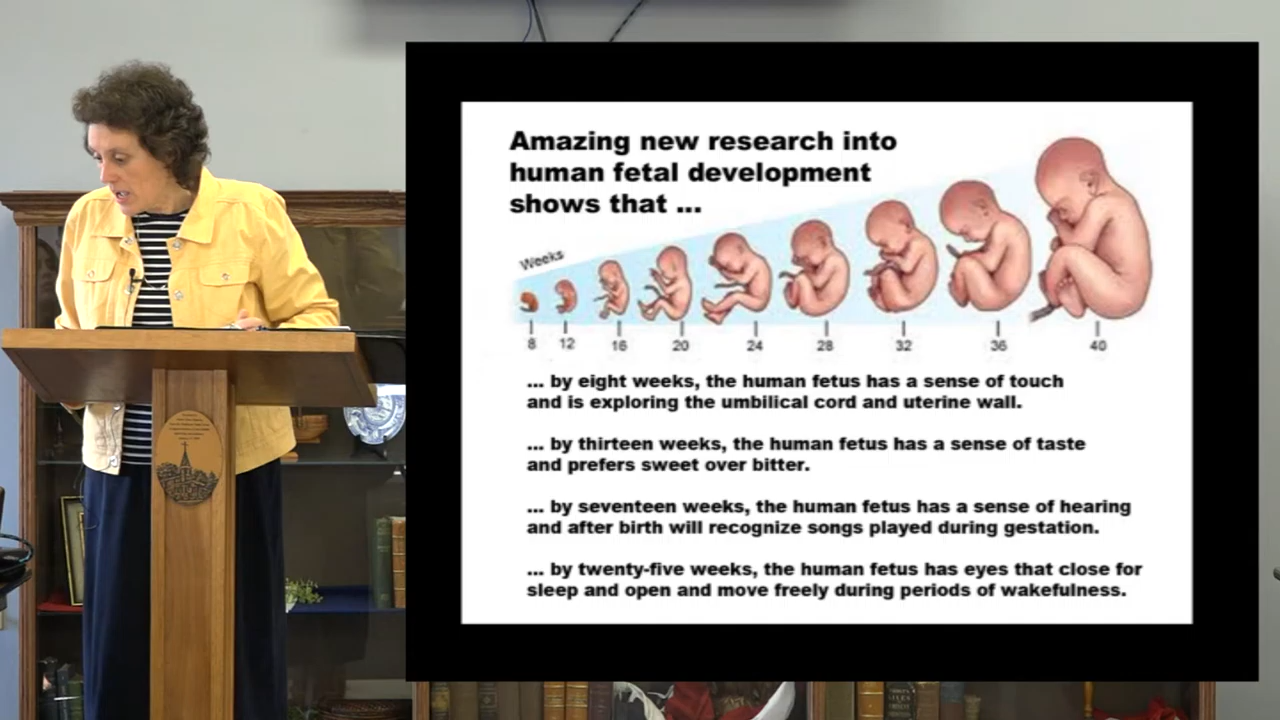 Amazing new research into
human fetal development
shows that ...
Weeks
8 12 16 20 24 28 32 36 40
... by eight weeks, the human fetus has a sense of touch
and is exploring the umbilical cord and uterine wall.
... by thirteen weeks, the human fetus has a sense of taste
and prefers sweet over bitter.
... by seventeen weeks, the human fetus has a sense of hearing
and after birth will recognize songs played during gestation.
... by twenty-five weeks, the human fetus has eyes that close for
sleep and open and move freely during periods of wakefulness.